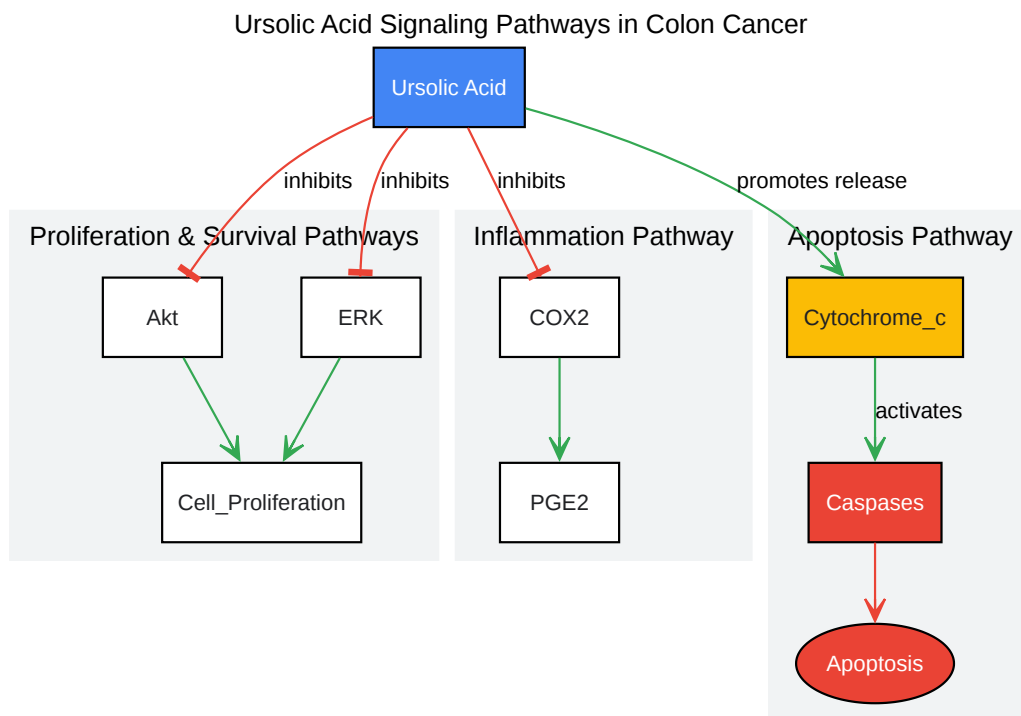 Ursolic Acid Signaling Pathways in Colon Cancer
Ursolic Acid
inhibits
inhibits
inhibits
promotes release
Proliferation & Survival Pathways
Inflammation Pathway
Apoptosis Pathway
Akt
ERK
COX2
Cytochrome_c
activates
Cell_Proliferation
PGE2
Caspases
Apoptosis